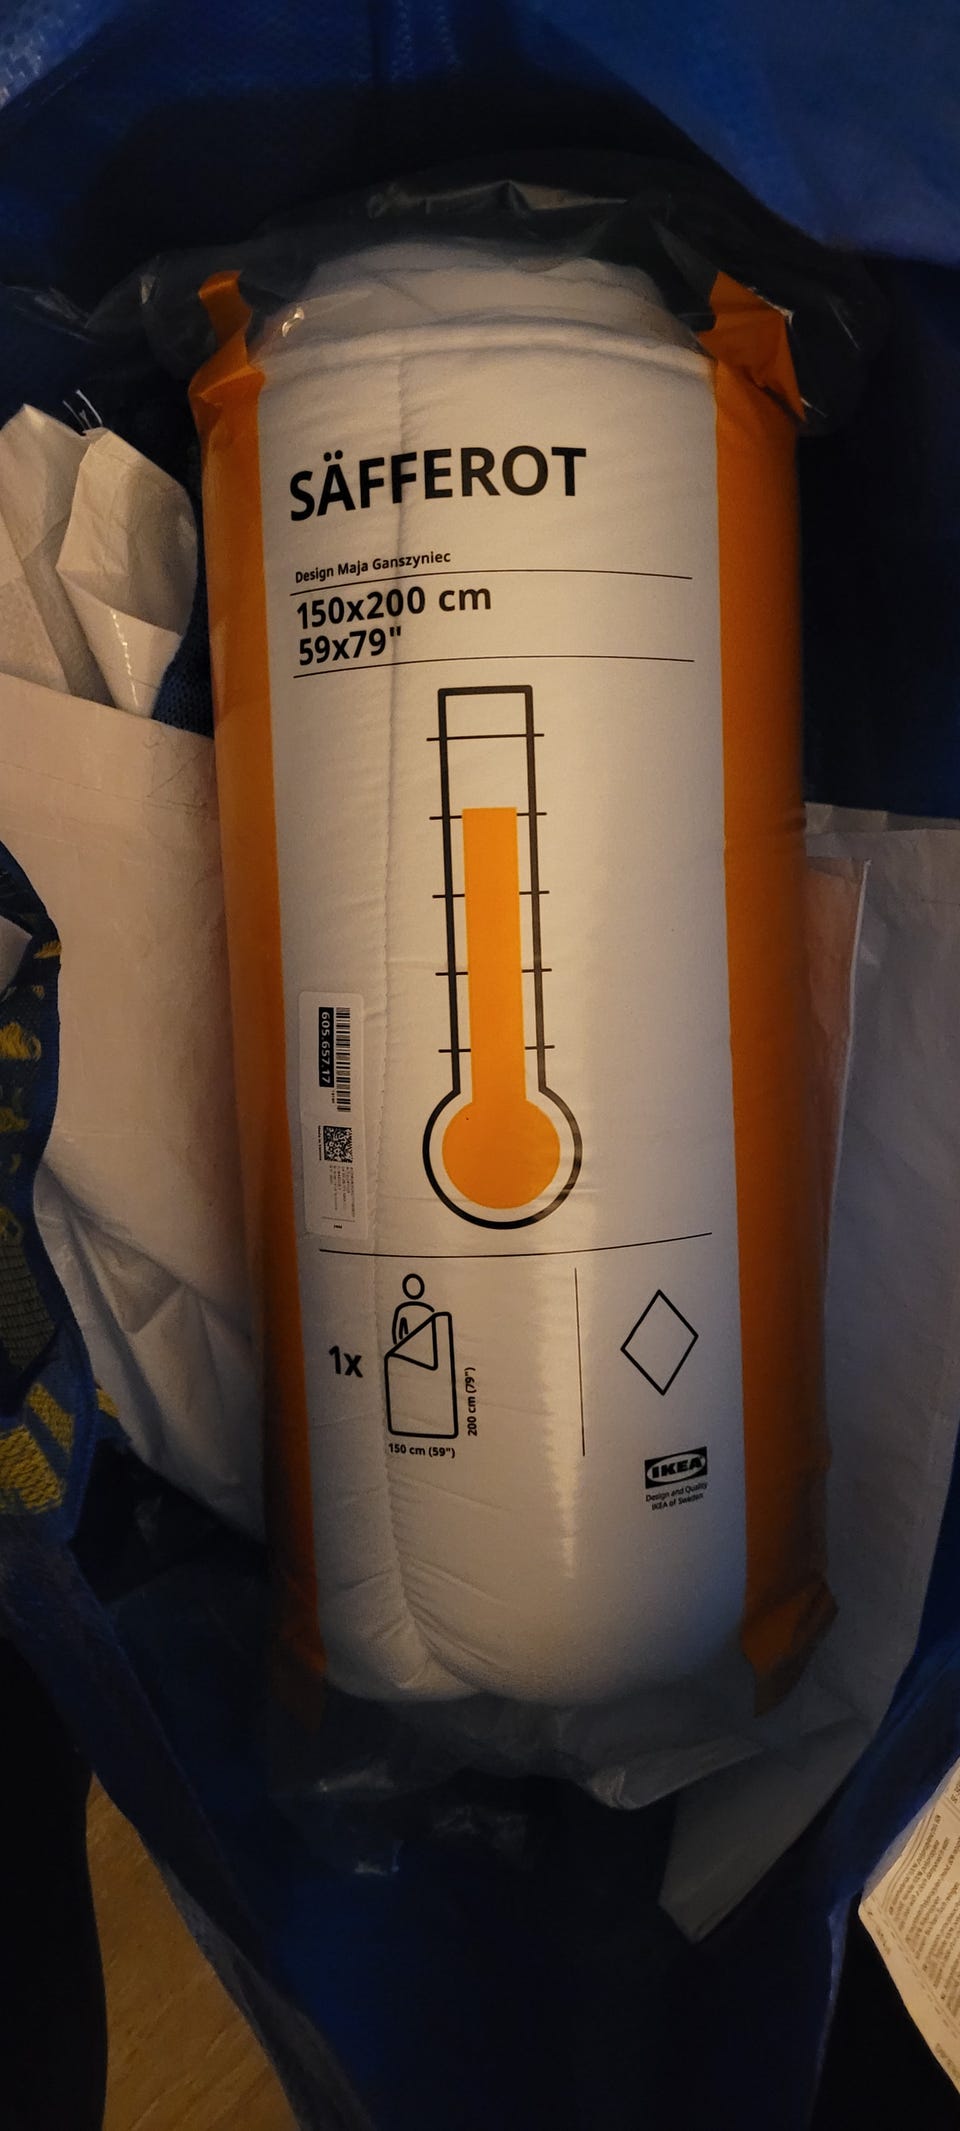 SÄFFEROT
Design Maja Ganszyniec
150x200 cm
59x79"
605.657.17
1x
200 cm (79")
150 cm (59")
IKEA
Design and Quality
IKEA of Sweden